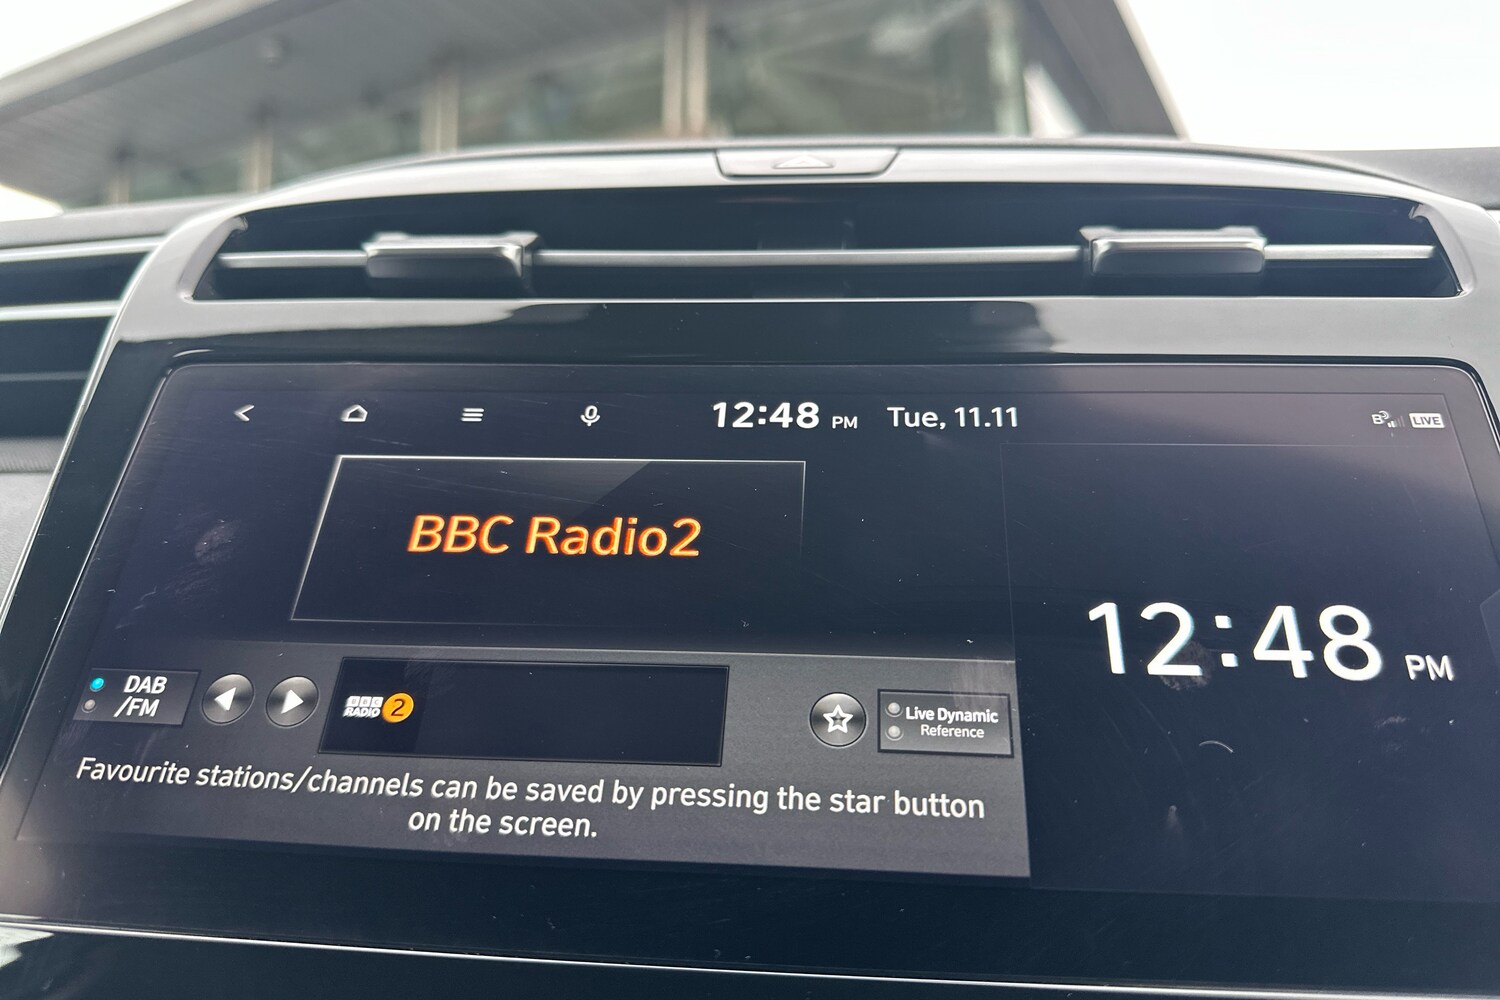 12:48 PM Tue, 11.11
LIVE
BBC Radio2
12:48 PM
DAB
/FM
BBC
RADIO 2
Live Dynamic
Reference
Favourite stations/channels can be saved by pressing the star button
on the screen.